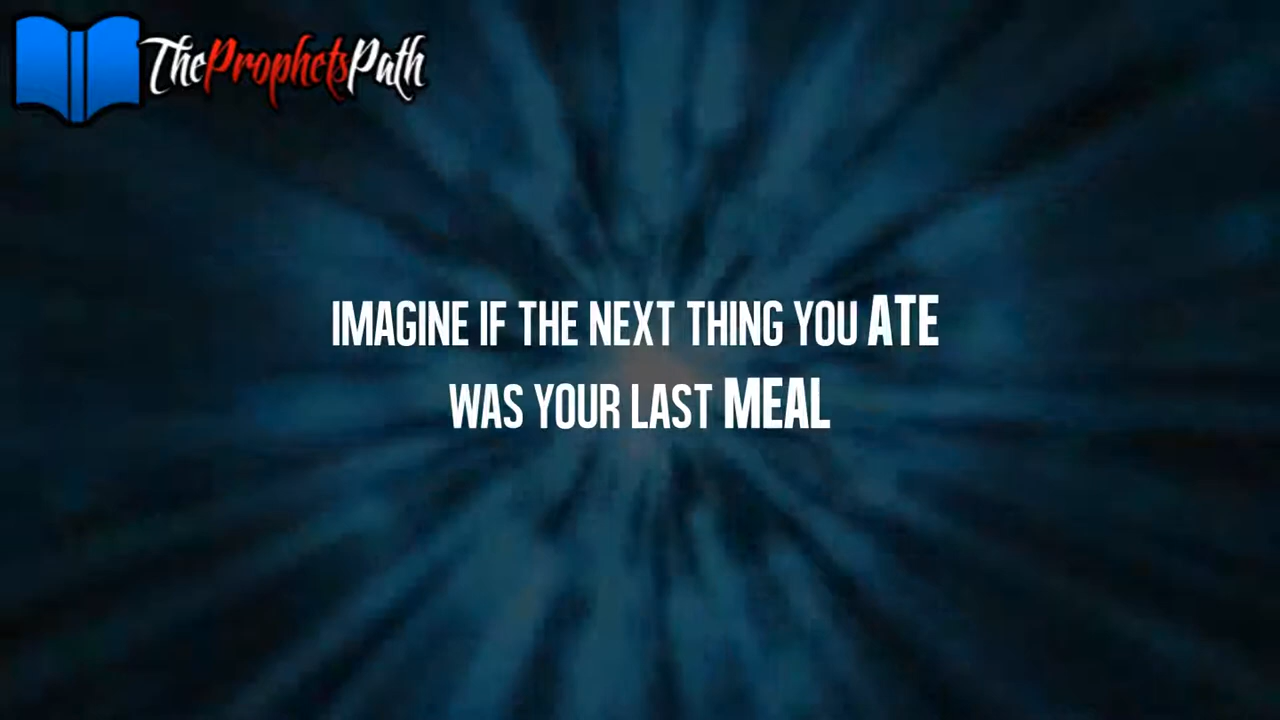 TheProphetsPath
IMAGINE IF THE NEXT THING YOU ATE
WAS YOUR LAST MEAL